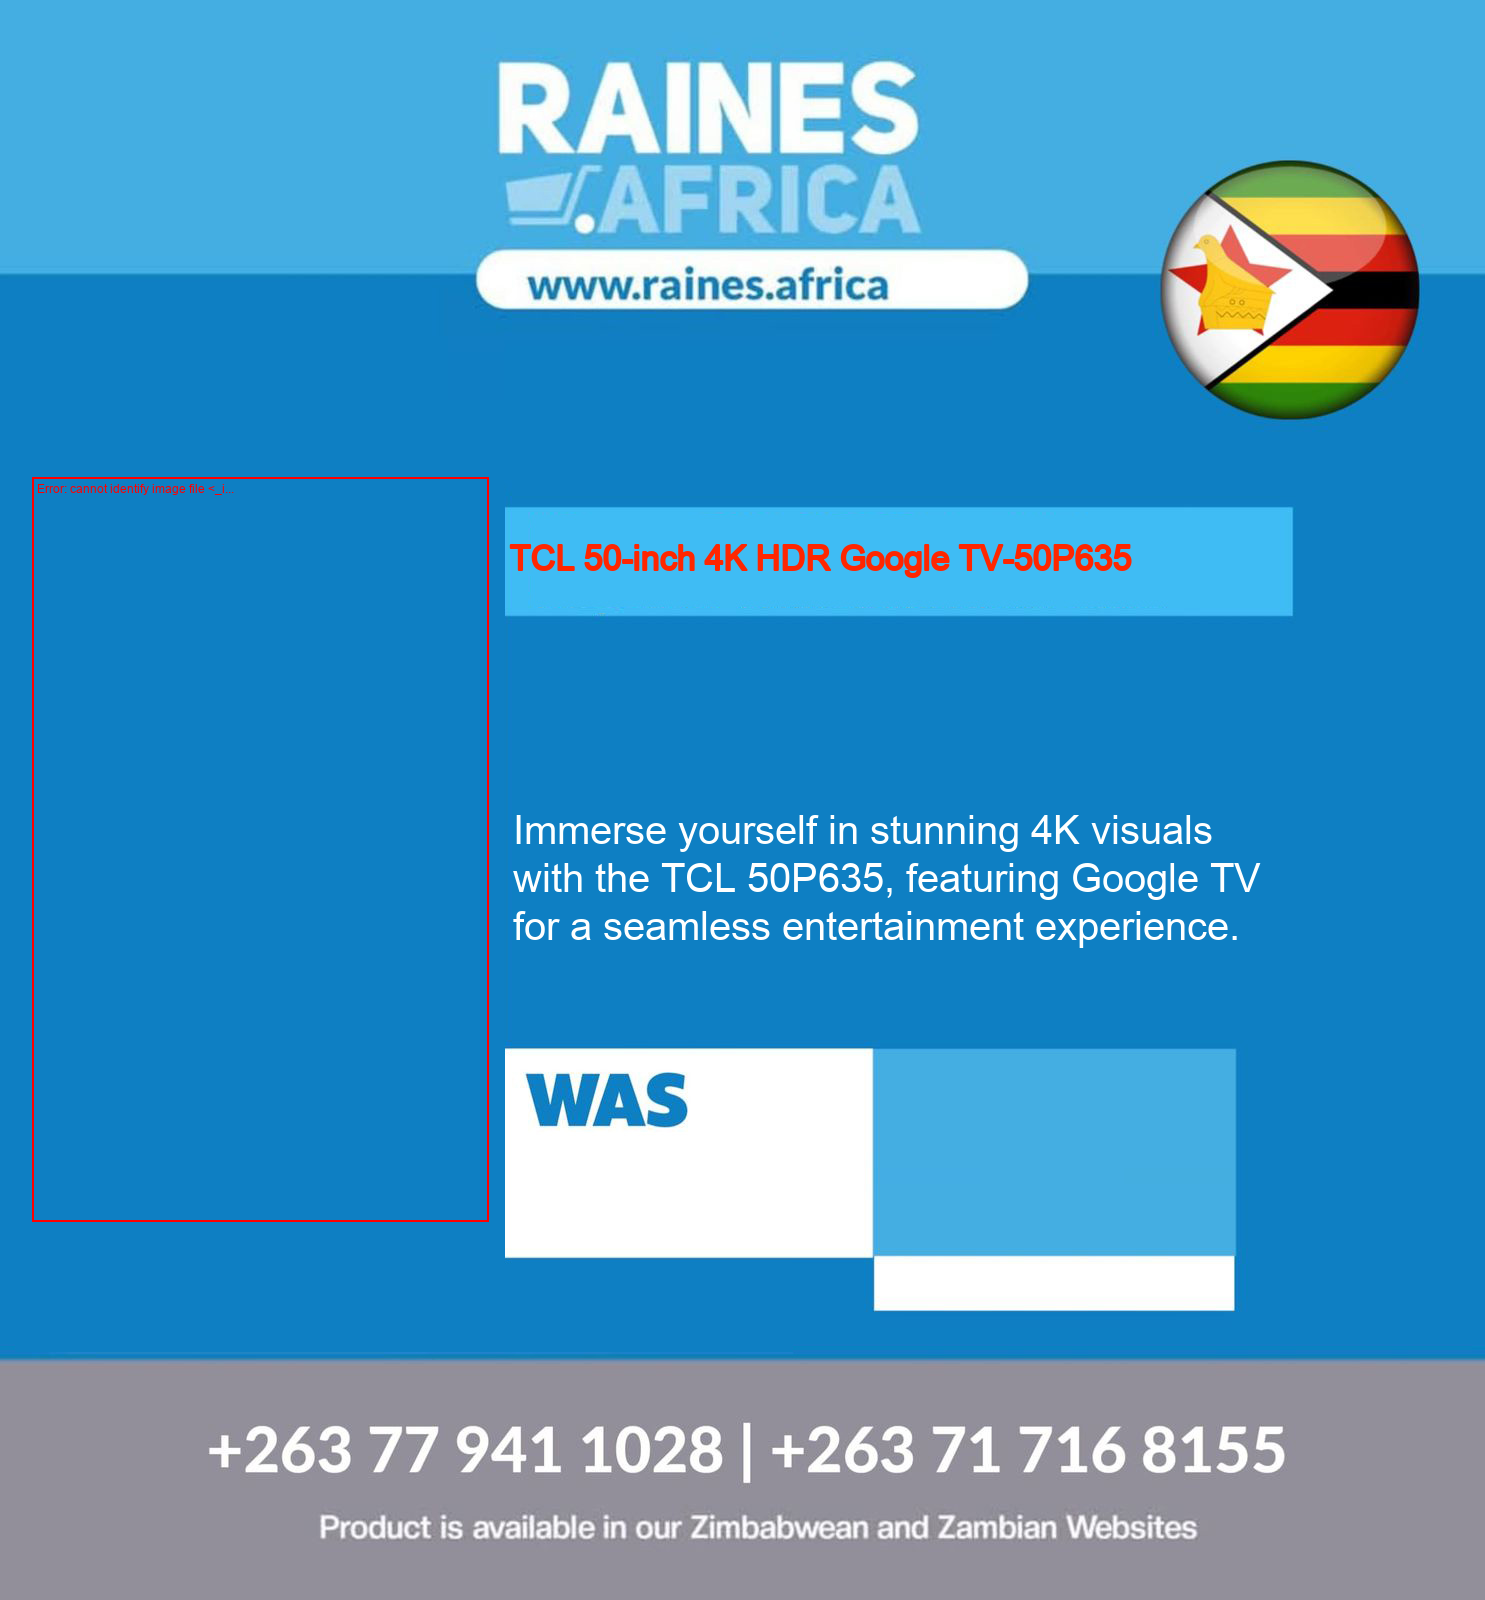 RAINES
.AFRICA
www.raines.africa
Error: cannot identify image file <_i...
TCL 50-inch 4K HDR Google TV-50P635
Immerse yourself in stunning 4K visuals
with the TCL 50P635, featuring Google TV
for a seamless entertainment experience.
WAS
+263 77 941 1028 | +263 71 716 8155
Product is available in our Zimbabwean and Zambian Websites